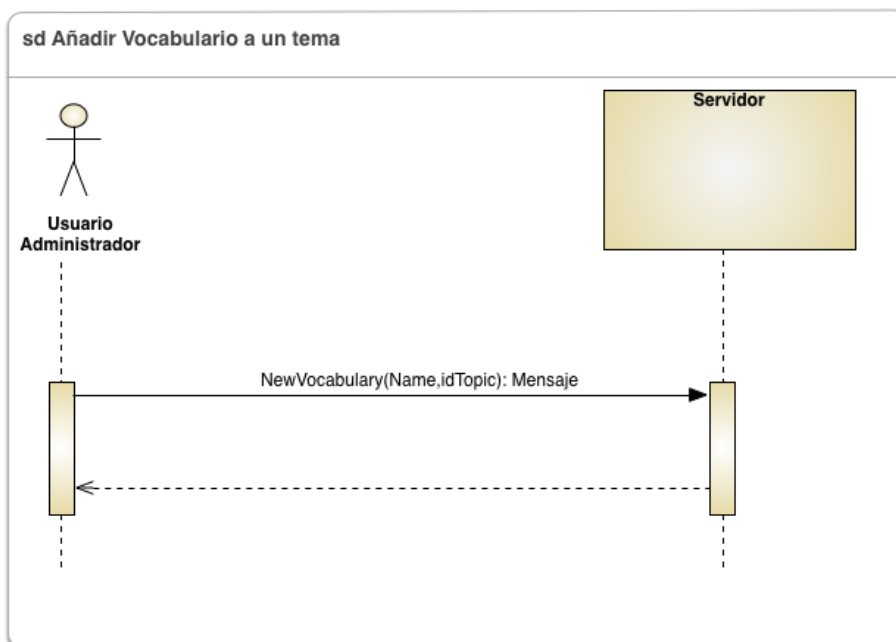 sd Añadir Vocabulario a un tema
Servidor
Usuario
Administrador
NewVocabulary(Name,idTopic): Mensaje